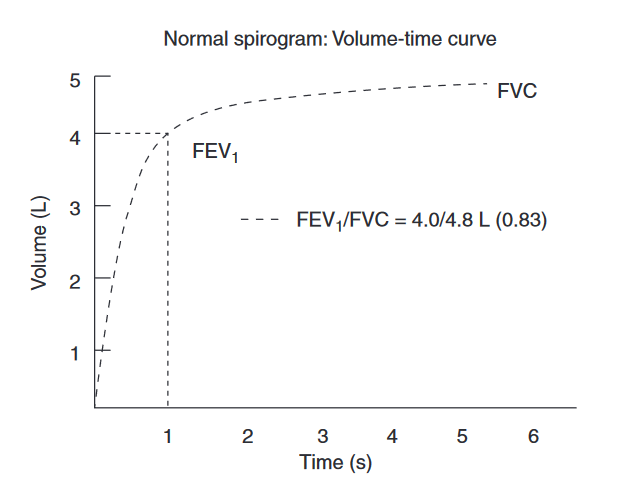 Normal spirogram: Volume-time curve
5
FVC
4
FEV₁
3
FEV₁/FVC = 4.0/4.8 L (0.83)
Volume (L)
2
1
1 2 3 4 5 6
Time (s)